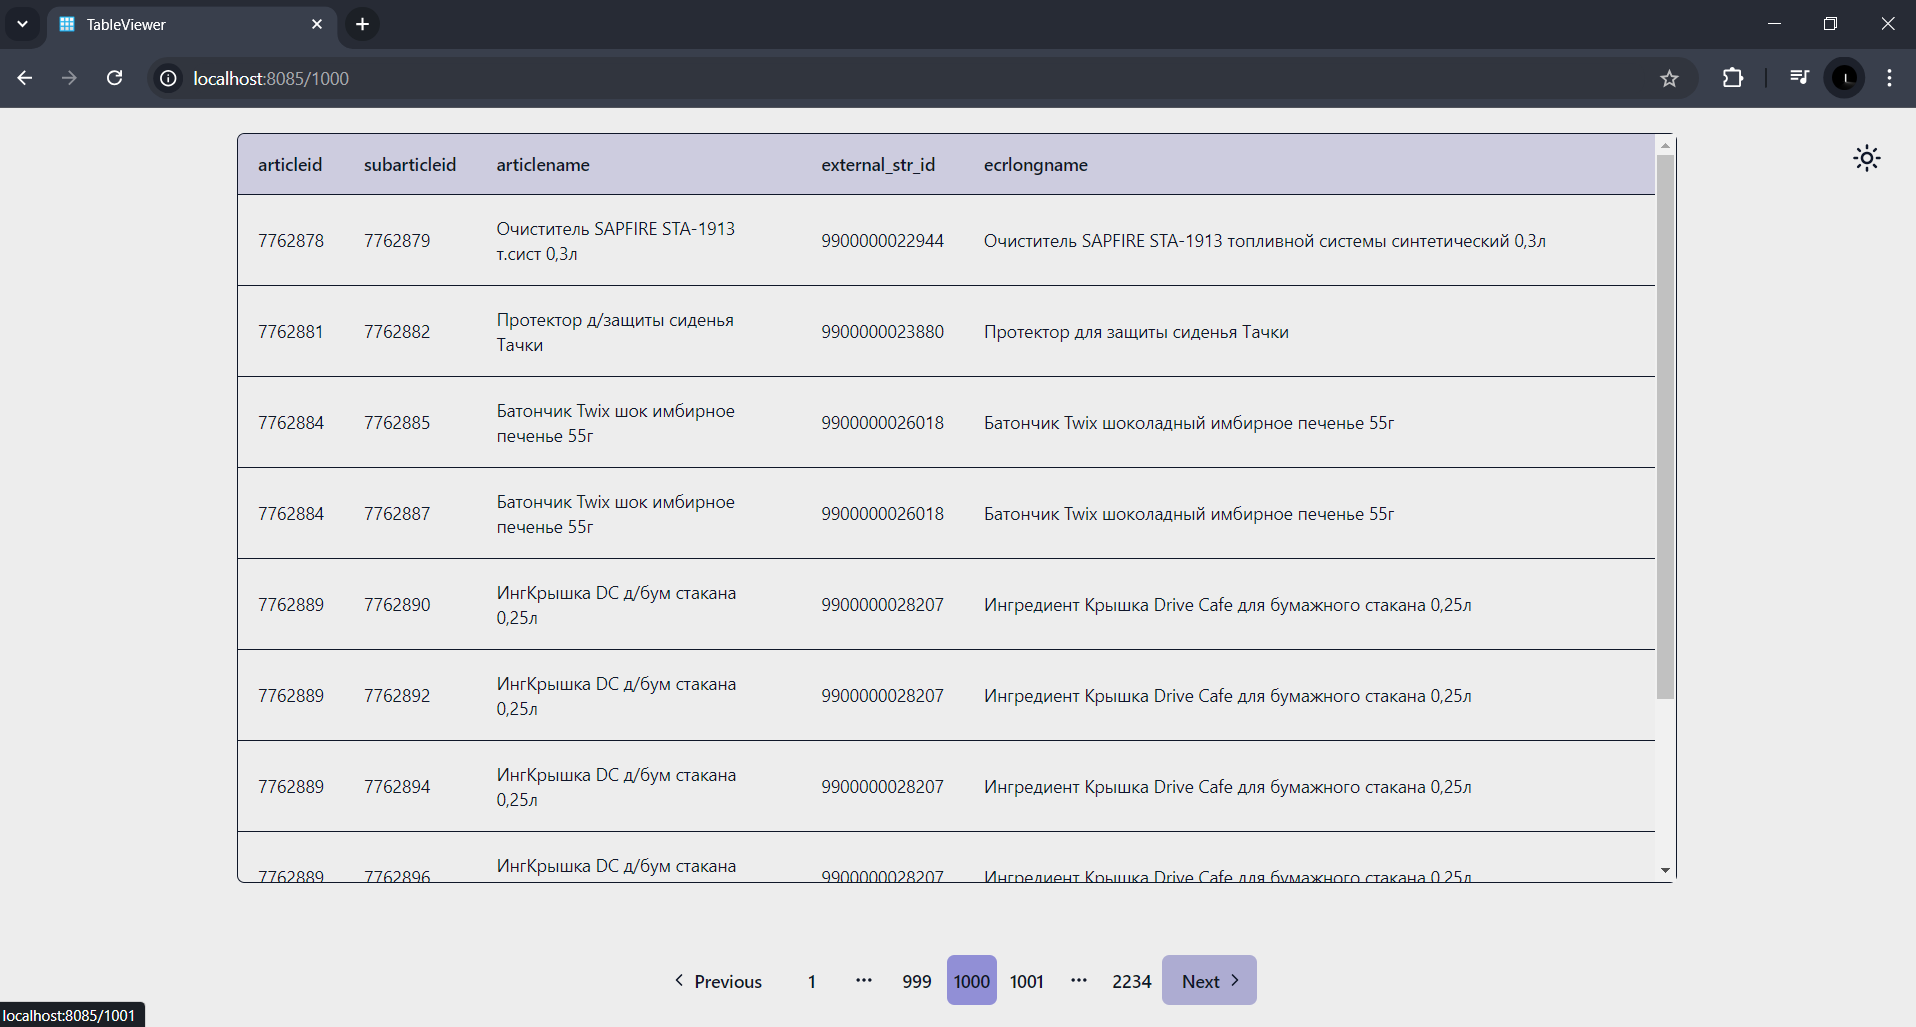 TableViewer
localhost:8085/1000
articleid subarticleid articlename external_str_id ecrlongname
7762878 7762879 Очиститель SAPFIRE STA-1913 т.сист 0,3л 9900000022944 Очиститель SAPFIRE STA-1913 топливной системы синтетический 0,3л
7762881 7762882 Протектор д/защиты сиденья Тачки 9900000023880 Протектор для защиты сиденья Тачки
7762884 7762885 Батончик Twix шок имбирное печенье 55г 9900000026018 Батончик Twix шоколадный имбирное печенье 55г
7762884 7762887 Батончик Twix шок имбирное печенье 55г 9900000026018 Батончик Twix шоколадный имбирное печенье 55г
7762889 7762890 ИнгКрышка DC д/бум стакана 0,25л 9900000028207 Ингредиент Крышка Drive Cafe для бумажного стакана 0,25л
7762889 7762892 ИнгКрышка DC д/бум стакана 0,25л 9900000028207 Ингредиент Крышка Drive Cafe для бумажного стакана 0,25л
7762889 7762894 ИнгКрышка DC д/бум стакана 0,25л 9900000028207 Ингредиент Крышка Drive Cafe для бумажного стакана 0,25л
7762889 7762896 ИнгКрышка DC д/бум стакана 9900000028207 Ингредиент Крышка Drive Cafe для бумажного стакана 0,25л
Previous 1 ... 999 1000 1001 ... 2234 Next
localhost:8085/1001